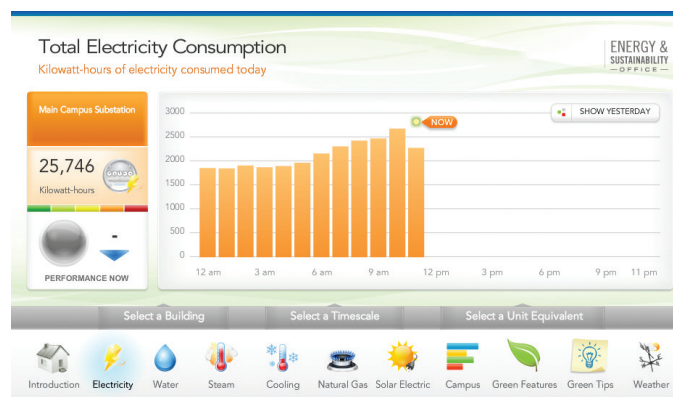 Total Electricity Consumption
Kilowatt-hours of electricity consumed today
ENERGY &
SUSTAINABILITY
OFFICE
Main Campus Substation
25,746
Kilowatt-hours
-
PERFORMANCE NOW
SHOW YESTERDAY
NOW
3000
2500
2000
1500
1000
500
0
12 am 3 am 6 am 9 am 12 pm 3 pm 6 pm 9 pm 11 pm
Select a Building Select a Timescale Select a Unit Equivalent
Introduction Electricity Water Steam Cooling Natural Gas Solar Electric Campus Green Features Green Tips Weather